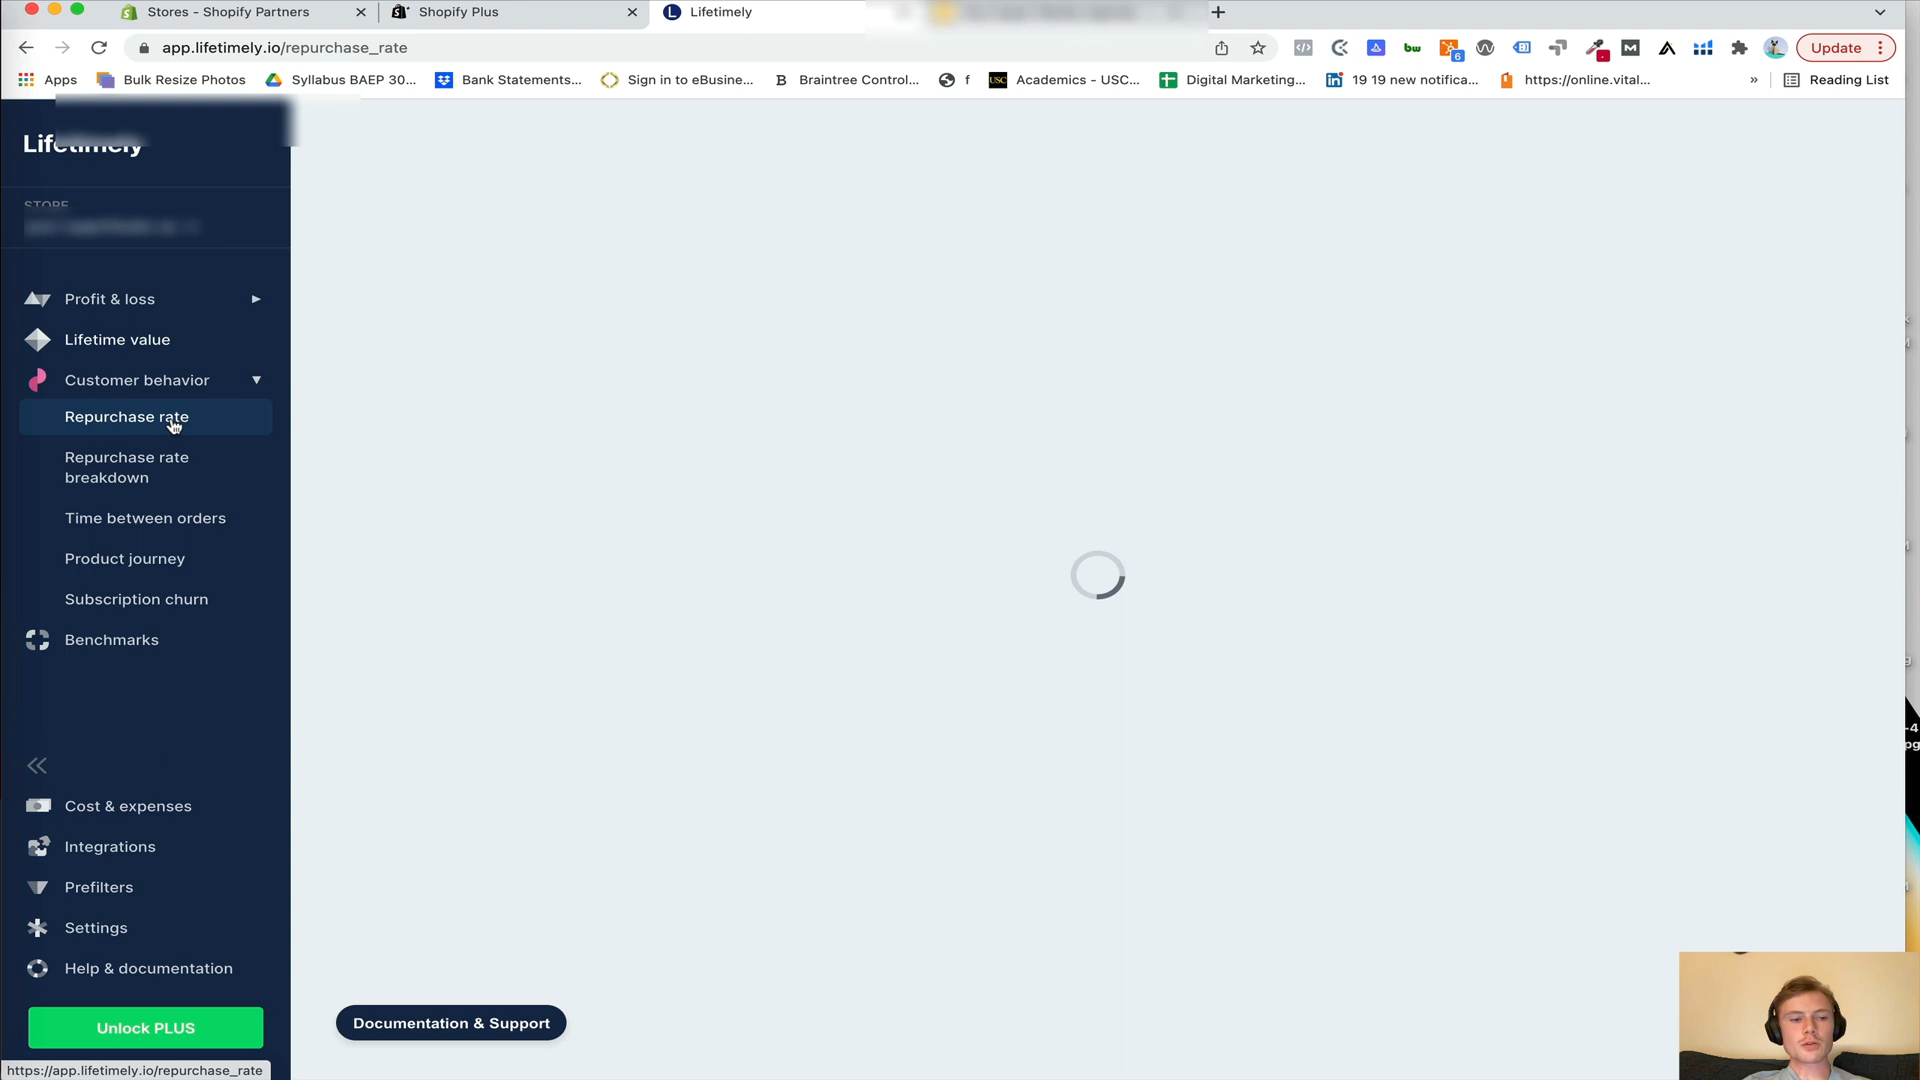 Stores - Shopify Partners
Shopify Plus
Lifetimely
app.lifetimely.io/repurchase_rate
6
Update
Apps
Bulk Resize Photos
Syllabus BAEP 30...
Bank Statements...
Sign in to eBusine...
B Braintree Control...
f
USC Academics - USC...
Digital Marketing...
19 19 new notifica...
https://online.vital...
»
Reading List
Lifetimely
STORE
Profit & loss
Lifetime value
Customer behavior
Repurchase rate
Repurchase rate
breakdown
Time between orders
Product journey
Subscription churn
Benchmarks
Cost & expenses
Integrations
Prefilters
Settings
Help & documentation
Unlock PLUS
Documentation & Support
https://app.lifetimely.io/repurchase_rate